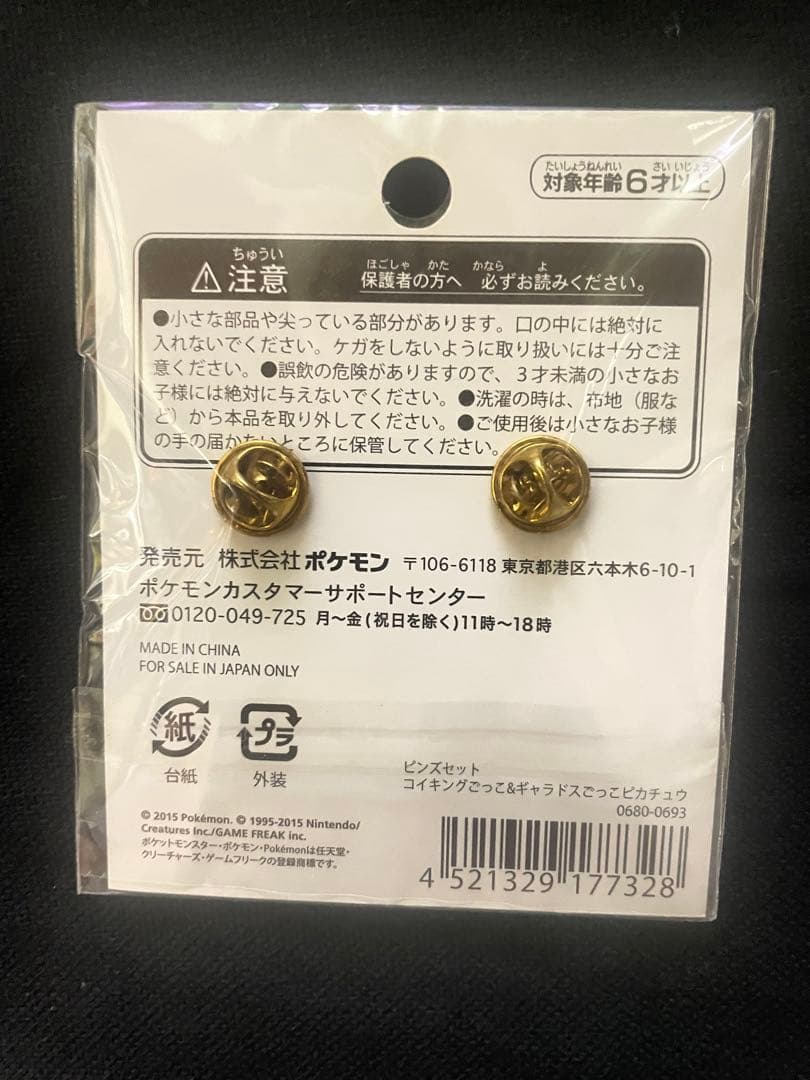 たいしょうねんれい さい いじょう
対象年齢6才以上
ちゅうい
注意
ほごしゃ かた かなら よ
保護者の方へ 必ずお読みください。
●小さな部品や尖っている部分があります。口の中には絶対に
入れないでください。ケガをしないように取り扱いには十分ご注
意ください。●誤飲の危険がありますので、3才未満の小さなお
子様には絶対に与えないでください。●洗濯の時は、布地（服な
ど）から本品を取り外してください。●ご使用後は小さなお子様
の手の届かないところに保管してください。
発売元 株式会社ポケモン 〒106-6118 東京都港区六本木6-10-1
ポケモンカスタマーサポートセンター
0120-049-725 月～金(祝日を除く)11時～18時
MADE IN CHINA
FOR SALE IN JAPAN ONLY
紙
台紙
プラ
外装
ピンズセット
コイキングごっこ&ギャラドスごっこピカチュウ
0680-0693
© 2015 Pokémon. © 1995-2015 Nintendo/
Creatures Inc./GAME FREAK inc.
ポケットモンスター・ポケモン・Pokémonは任天堂・
クリーチャーズ・ゲームフリークの登録商標です。
4 521329 177328